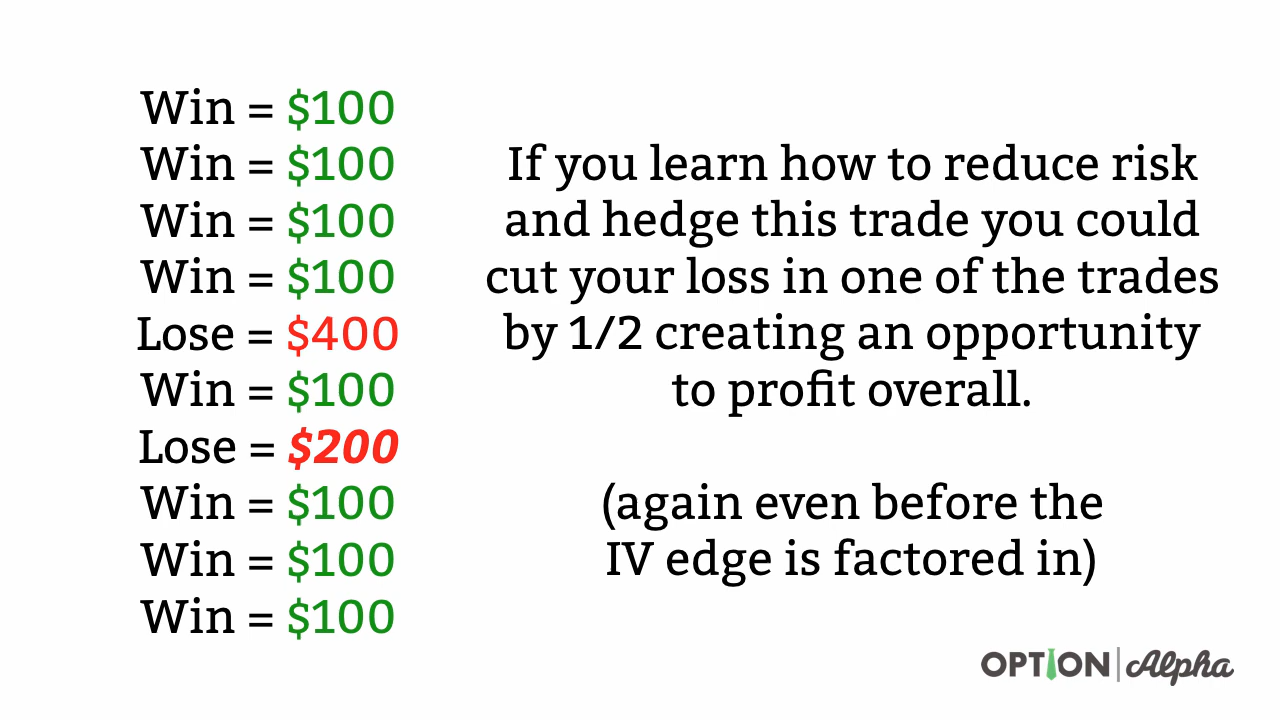 Win = $100
Win = $100
Win = $100
Win = $100
Lose = $400
Win = $100
Lose = $200
Win = $100
Win = $100
Win = $100
If you learn how to reduce risk
and hedge this trade you could
cut your loss in one of the trades
by 1/2 creating an opportunity
to profit overall.
(again even before the
IV edge is factored in)
OPTION | Alpha